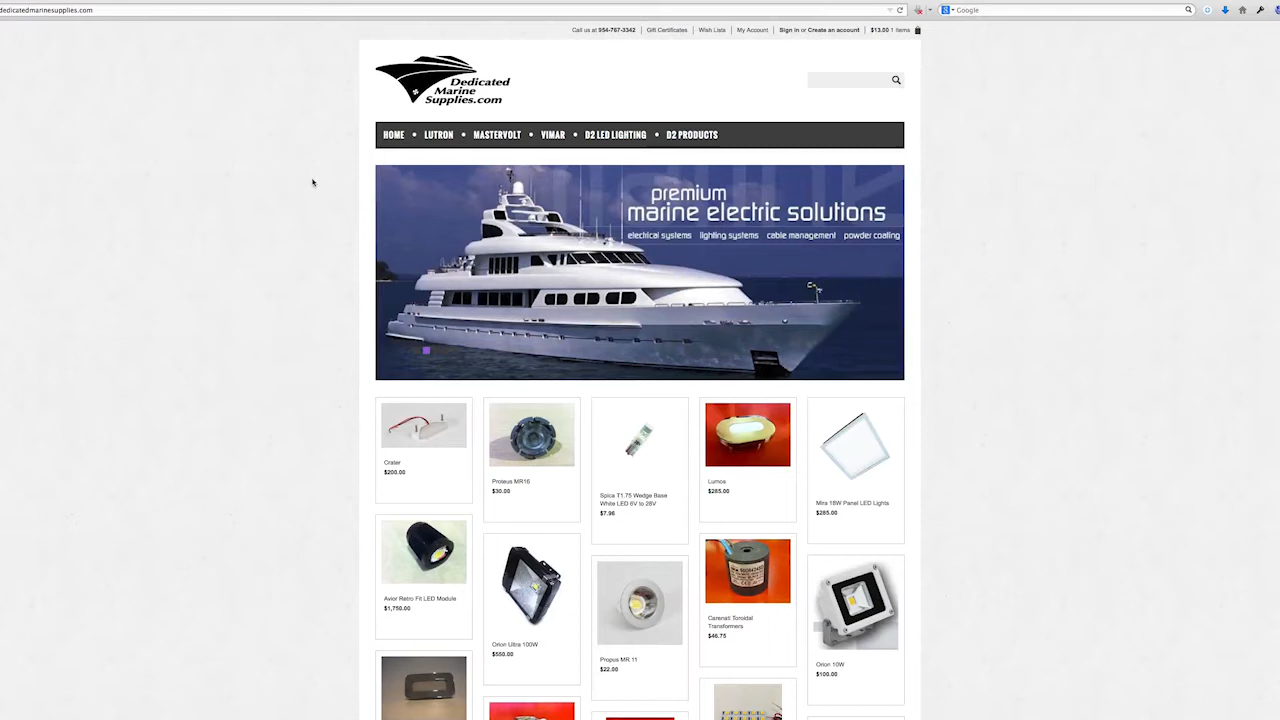 dedicatedmarinesupplies.com
Google
Call us at 954-767-3342
Gift Certificates
Wish Lists
My Account
Sign in or Create an account
$13.00 1 Items
Dedicated
Marine
Supplies.com
HOME • LUTRON • MASTERVOLT • VIMAR • D2 LED LIGHTING • D2 PRODUCTS
premium
marine electric solutions
electrical systems lighting systems cable management powder coating
Crater
$200.00
Proteus MR16
$30.00
Spica T1.75 Wedge Base
White LED 6V to 28V
$7.96
Lumos
$285.00
Mira 18W Panel LED Lights
$285.00
Avior Retro Fit LED Module
$1,750.00
Orion Ultra 100W
$550.00
Propus MR 11
$22.00
Carenati Toroidal
Transformers
$46.75
Orion 10W
$100.00